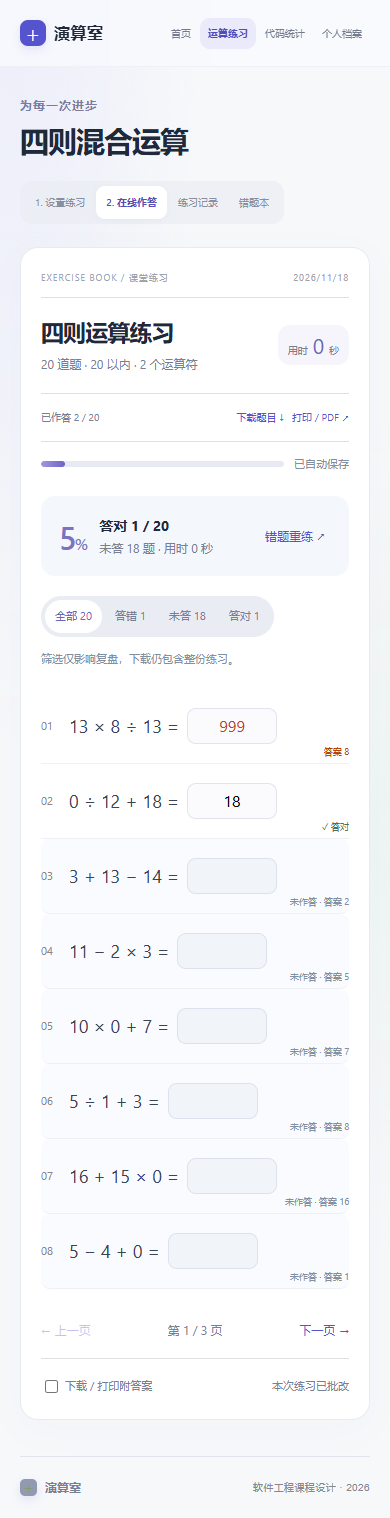 演算室
首页 运算练习 代码统计 个人档案
为每一次进步
四则混合运算
1. 设置练习 2. 在线作答 练习记录 错题本
EXERCISE BOOK / 课堂练习 2026/11/18
四则运算练习
用时 0 秒
20 道题 · 20 以内 · 2 个运算符
已作答 2 / 20 下载题目 ↓ 打印 / PDF ↗
已自动保存
5% 答对 1 / 20
未答 18 题 · 用时 0 秒 错题重练 ↗
全部 20 答错 1 未答 18 答对 1
筛选仅影响复盘，下载仍包含整份练习。
01 13 × 8 ÷ 13 = 999
答案 8
02 0 ÷ 12 + 18 = 18
✓ 答对
03 3 + 13 − 14 =
未作答 · 答案 2
04 11 − 2 × 3 =
未作答 · 答案 5
05 10 × 0 + 7 =
未作答 · 答案 7
06 5 ÷ 1 + 3 =
未作答 · 答案 8
07 16 + 15 × 0 =
未作答 · 答案 16
08 5 − 4 + 0 =
未作答 · 答案 1
← 上一页 第 1 / 3 页 下一页 →
下载 / 打印附答案 本次练习已批改
演算室 软件工程课程设计 · 2026